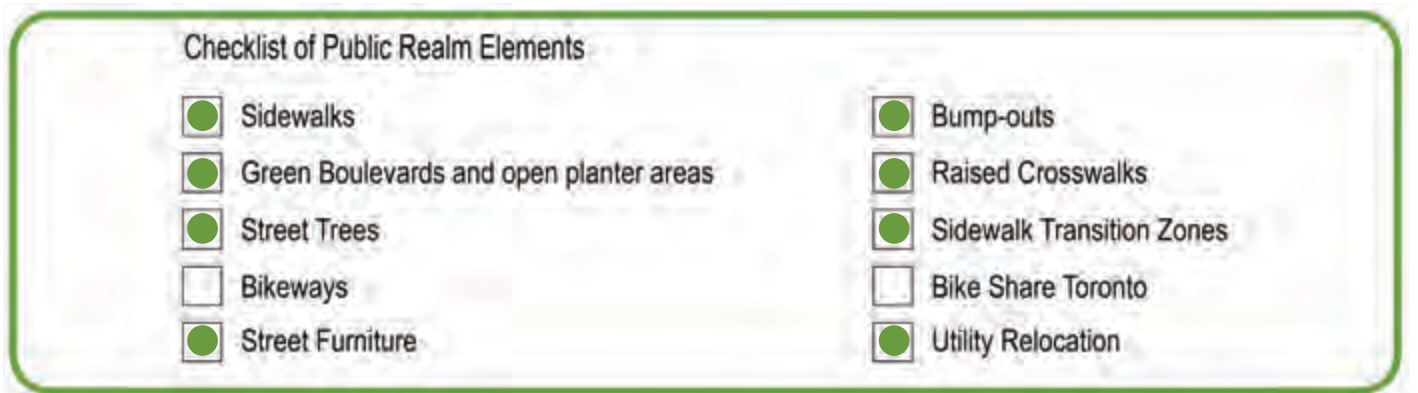 Checklist of Public Realm Elements
Sidewalks
Green Boulevards and open planter areas
Street Trees
Bikeways
Street Furniture
Bump-outs
Raised Crosswalks
Sidewalk Transition Zones
Bike Share Toronto
Utility Relocation